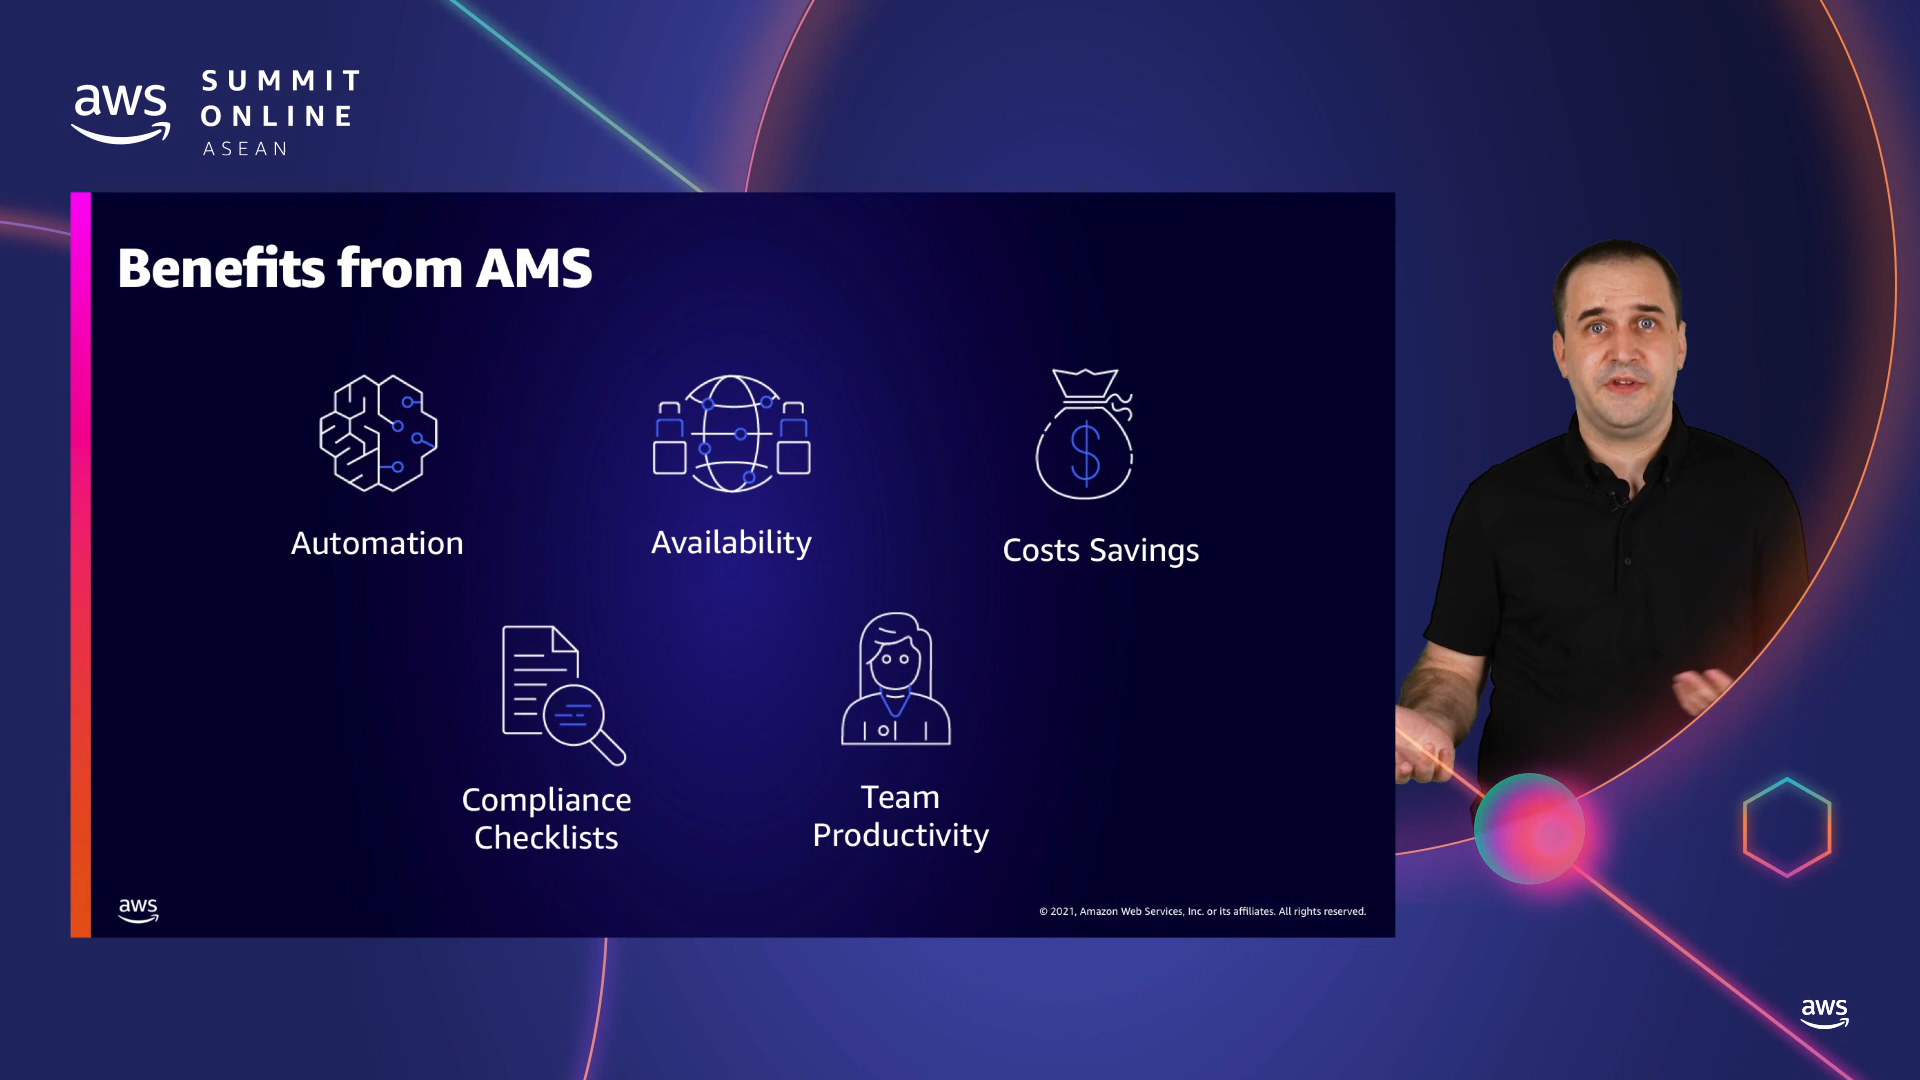 aws
SUMMIT
ONLINE
ASEAN
Benefits from AMS
$
Automation
Availability
Costs Savings
Compliance
Checklists
Team
Productivity
aws
© 2021, Amazon Web Services, Inc. or its affiliates. All rights reserved.
aws